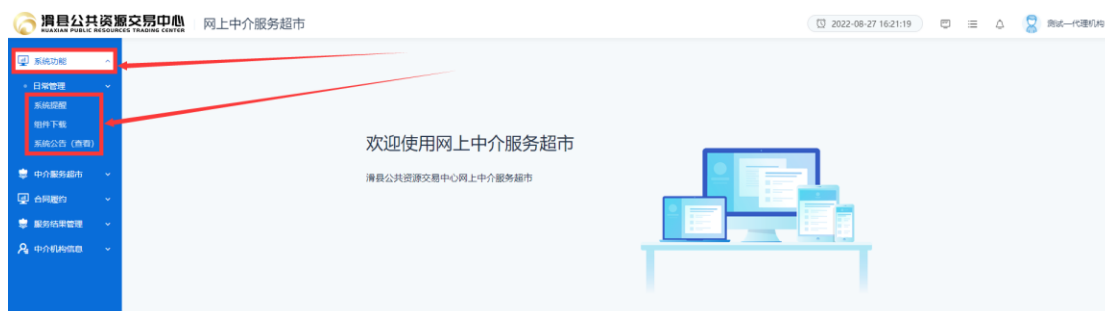 滑县公共资源交易中心
HUAXIAN PUBLIC RESOURCES TRADING CENTER
网上中介服务超市
2022-08-27 16:21:19
测试一代理机构
系统功能
日常管理
系统提醒
组件下载
系统公告（查看）
中介服务超市
合同履约
服务结果管理
中介机构信息
欢迎使用网上中介服务超市
滑县公共资源交易中心网上中介服务超市